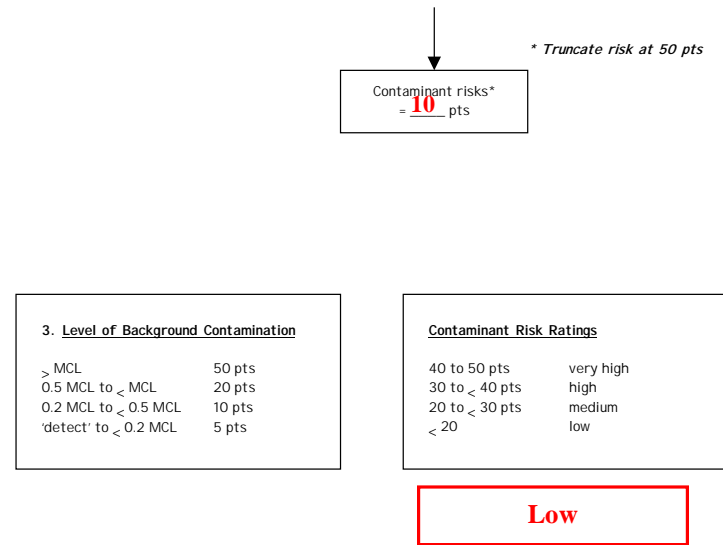 * Truncate risk at 50 pts
Contaminant risks*
= 10 pts
3. Level of Background Contamination
> MCL 50 pts
0.5 MCL to < MCL 20 pts
0.2 MCL to < 0.5 MCL 10 pts
'detect' to < 0.2 MCL 5 pts
Contaminant Risk Ratings
40 to 50 pts very high
30 to < 40 pts high
20 to < 30 pts medium
< 20 low
Low